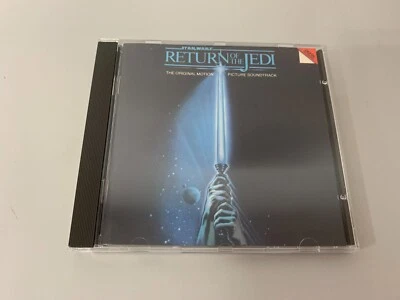 STAR WARS
RETURN OF THE JEDI
THE ORIGINAL MOTION PICTURE SOUNDTRACK